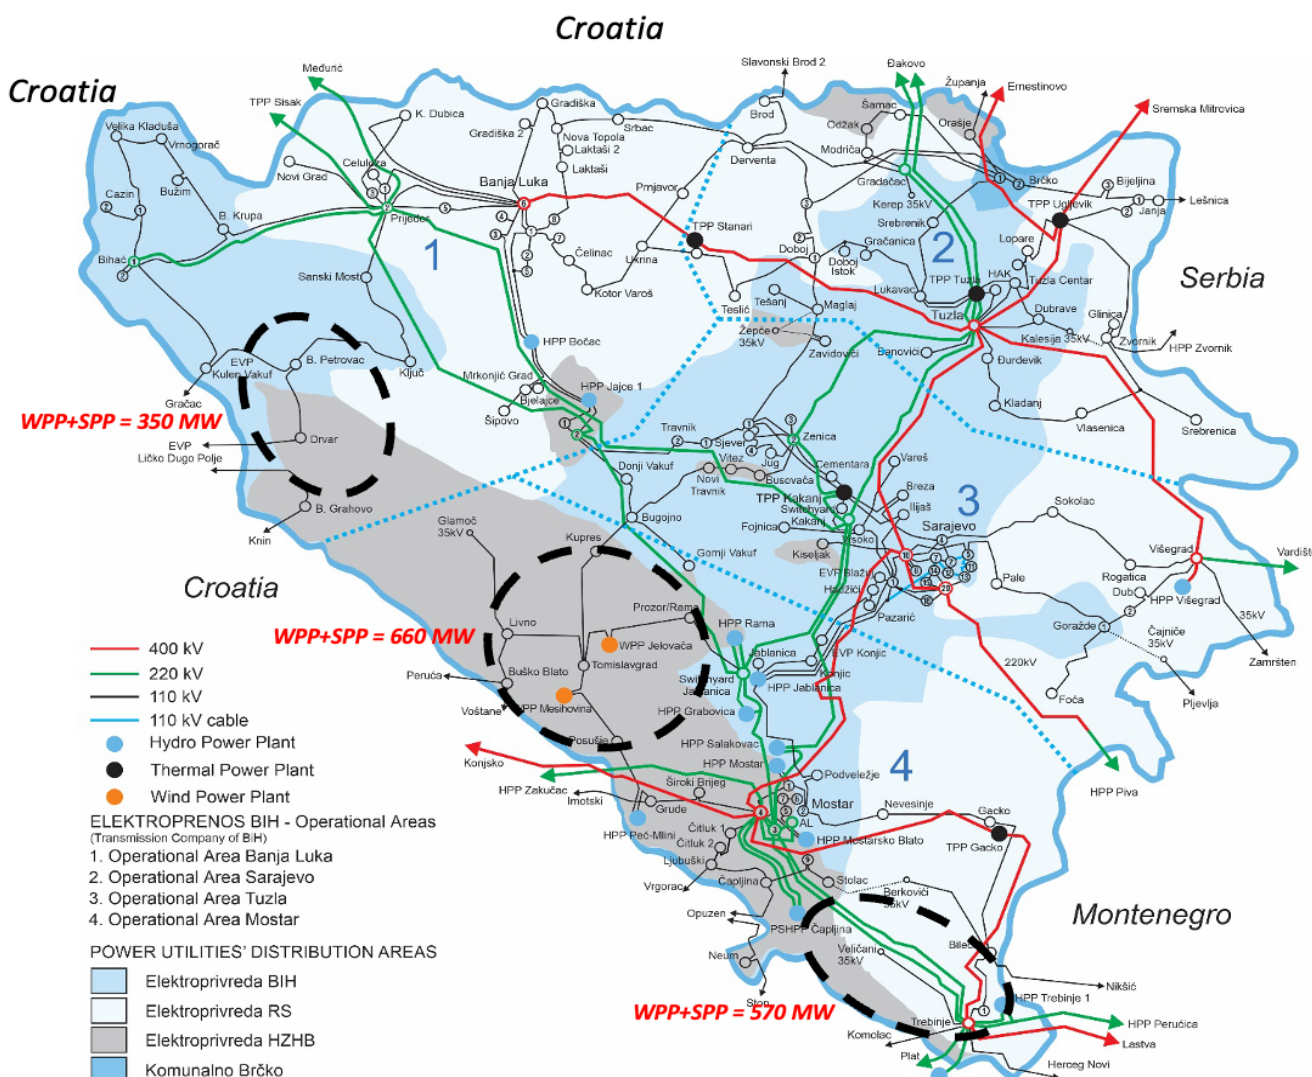 Croatia
Croatia
Međurić
TPP Sisak
Slavonski Brod 2
Đakovo
Županja
Ernestinovo
Sremska Mitrovica
Velika Kladuša
Vrnograč
K. Dubica
Gradiška
Gradiška 2
Srbac
Nova Topola
Laktaši 2
Laktaši
Brod
Šamac
Odžak
Orašje
Modriča
Derventa
Celuloza
Novi Grad
Bužim
Cazin
B. Krupa
Bihać
Prijedor
Banja Luka
Prnjavor
Gradačac
Kerep 35kV
Brčko
Bijeljina
Janja
Lešnica
TPP Ugljevik
TPP Stanari
Srebrenik
Lopare
Gračanica
Doboj
Doboj
Istok
Ukrina
Čelinac
Kotor Varoš
Sanski Most
1
2
TPP Tuzla
HAK
Tuzla Centar
Lukavac
Tuzla
Dubrave
Kalesija 35kV
Glinica
Zvornik
HPP Zvornik
Serbia
Teslić
Tešanj
Maglaj
Žepče
35kV
Zavidovići
Banovići
Đurđevik
Kladanj
Vlasenica
Srebrenica
HPP Bočac
EVP
Kulen Vakuf
B. Petrovac
Ključ
Gračac
Mrkonjić Grad
Bjelajce
Šipovo
HPP Jajce 1
WPP+SPP = 350 MW
Drvar
EVP
Ličko Dugo Polje
B. Grahovo
Knin
Travnik
Sjever
Zenica
Jug
Donji Vakuf
Novi
Travnik
Vitez
Busovača
Cementara
TPP Kakanj
Switchyard
Kakanj
Vareš
Breza
Ilijaš
3
Sarajevo
Sokolac
Glamoč
35kV
Bugojno
Fojnica
Visoko
Kiseljak
Kupres
Gornji Vakuf
EVP Blažuj
Hadžići
Pazarić
Pale
Rogatica
Višegrad
Vardište
Dub
HPP Višegrad
Goražde
Čajniče
35kV
35kV
Zamršten
Foča
Pljevlja
220kV
HPP Piva
Croatia
WPP+SPP = 660 MW
Prozor/Rama
HPP Rama
Livno
WPP Jelovača
Tomislavgrad
Buško Blato
Peruća
Voštane
WPP Mesihovina
Posušje
Jablanica
Switchyard
Jablanica
EVP Konjic
Konjic
HPP Jablanica
HPP Grabovica
HPP Salakovac
HPP Mostar
Podveležje
4
Mostar
Nevesinje
Gacko
TPP Gacko
Konjsko
HPP Zakučac
Imotski
Široki Brijeg
Grude
HPP Peć-Mlini
Čitluk 1
Čitluk 2
Ljubuški
Vrgorac
AL
HPP Mostarsko Blato
Čapljina
Stolac
Berkovići
35kV
Opuzen
PSHPP Čapljina
Neum
Ston
Veličani
35kV
Bileća
Montenegro
Nikšić
HPP Trebinje 1
WPP+SPP = 570 MW
Trebinje
Komolac
Plat
HPP Perućica
Lastva
Herceg Novi
400 kV
220 kV
110 kV
110 kV cable
Hydro Power Plant
Thermal Power Plant
Wind Power Plant
ELEKTROPRENOS BIH - Operational Areas
(Transmission Company of BiH)
1. Operational Area Banja Luka
2. Operational Area Sarajevo
3. Operational Area Tuzla
4. Operational Area Mostar
POWER UTILITIES' DISTRIBUTION AREAS
Elektroprivreda BIH
Elektroprivreda RS
Elektroprivreda HZHB
Komunalno Brčko